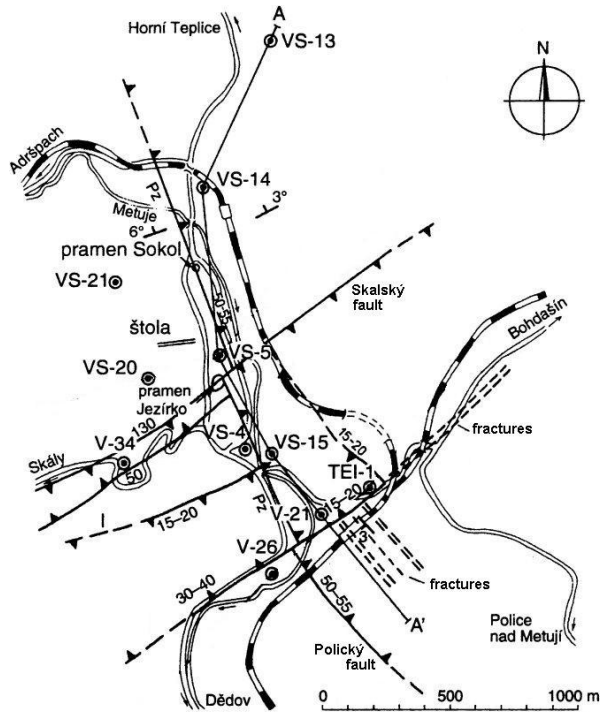 A
Horní Teplice
VS-13
N
Adršpach
Pz
VS-14
Metuje
3°
6°
pramen Sokol
VS-21
50-55
Skalský
fault
Bohdašín
štola
VS-5
VS-20
pramen
Jezírko
130
VS-4
VS-15
15-20
fractures
V-34
Skály
50
TEI-1
15-20
I
15-20
Pz
V-21
3
V-26
fractures
30-40
50-55
A'
Police
nad Metují
Polický
fault
Dědov
0 500 1000 m